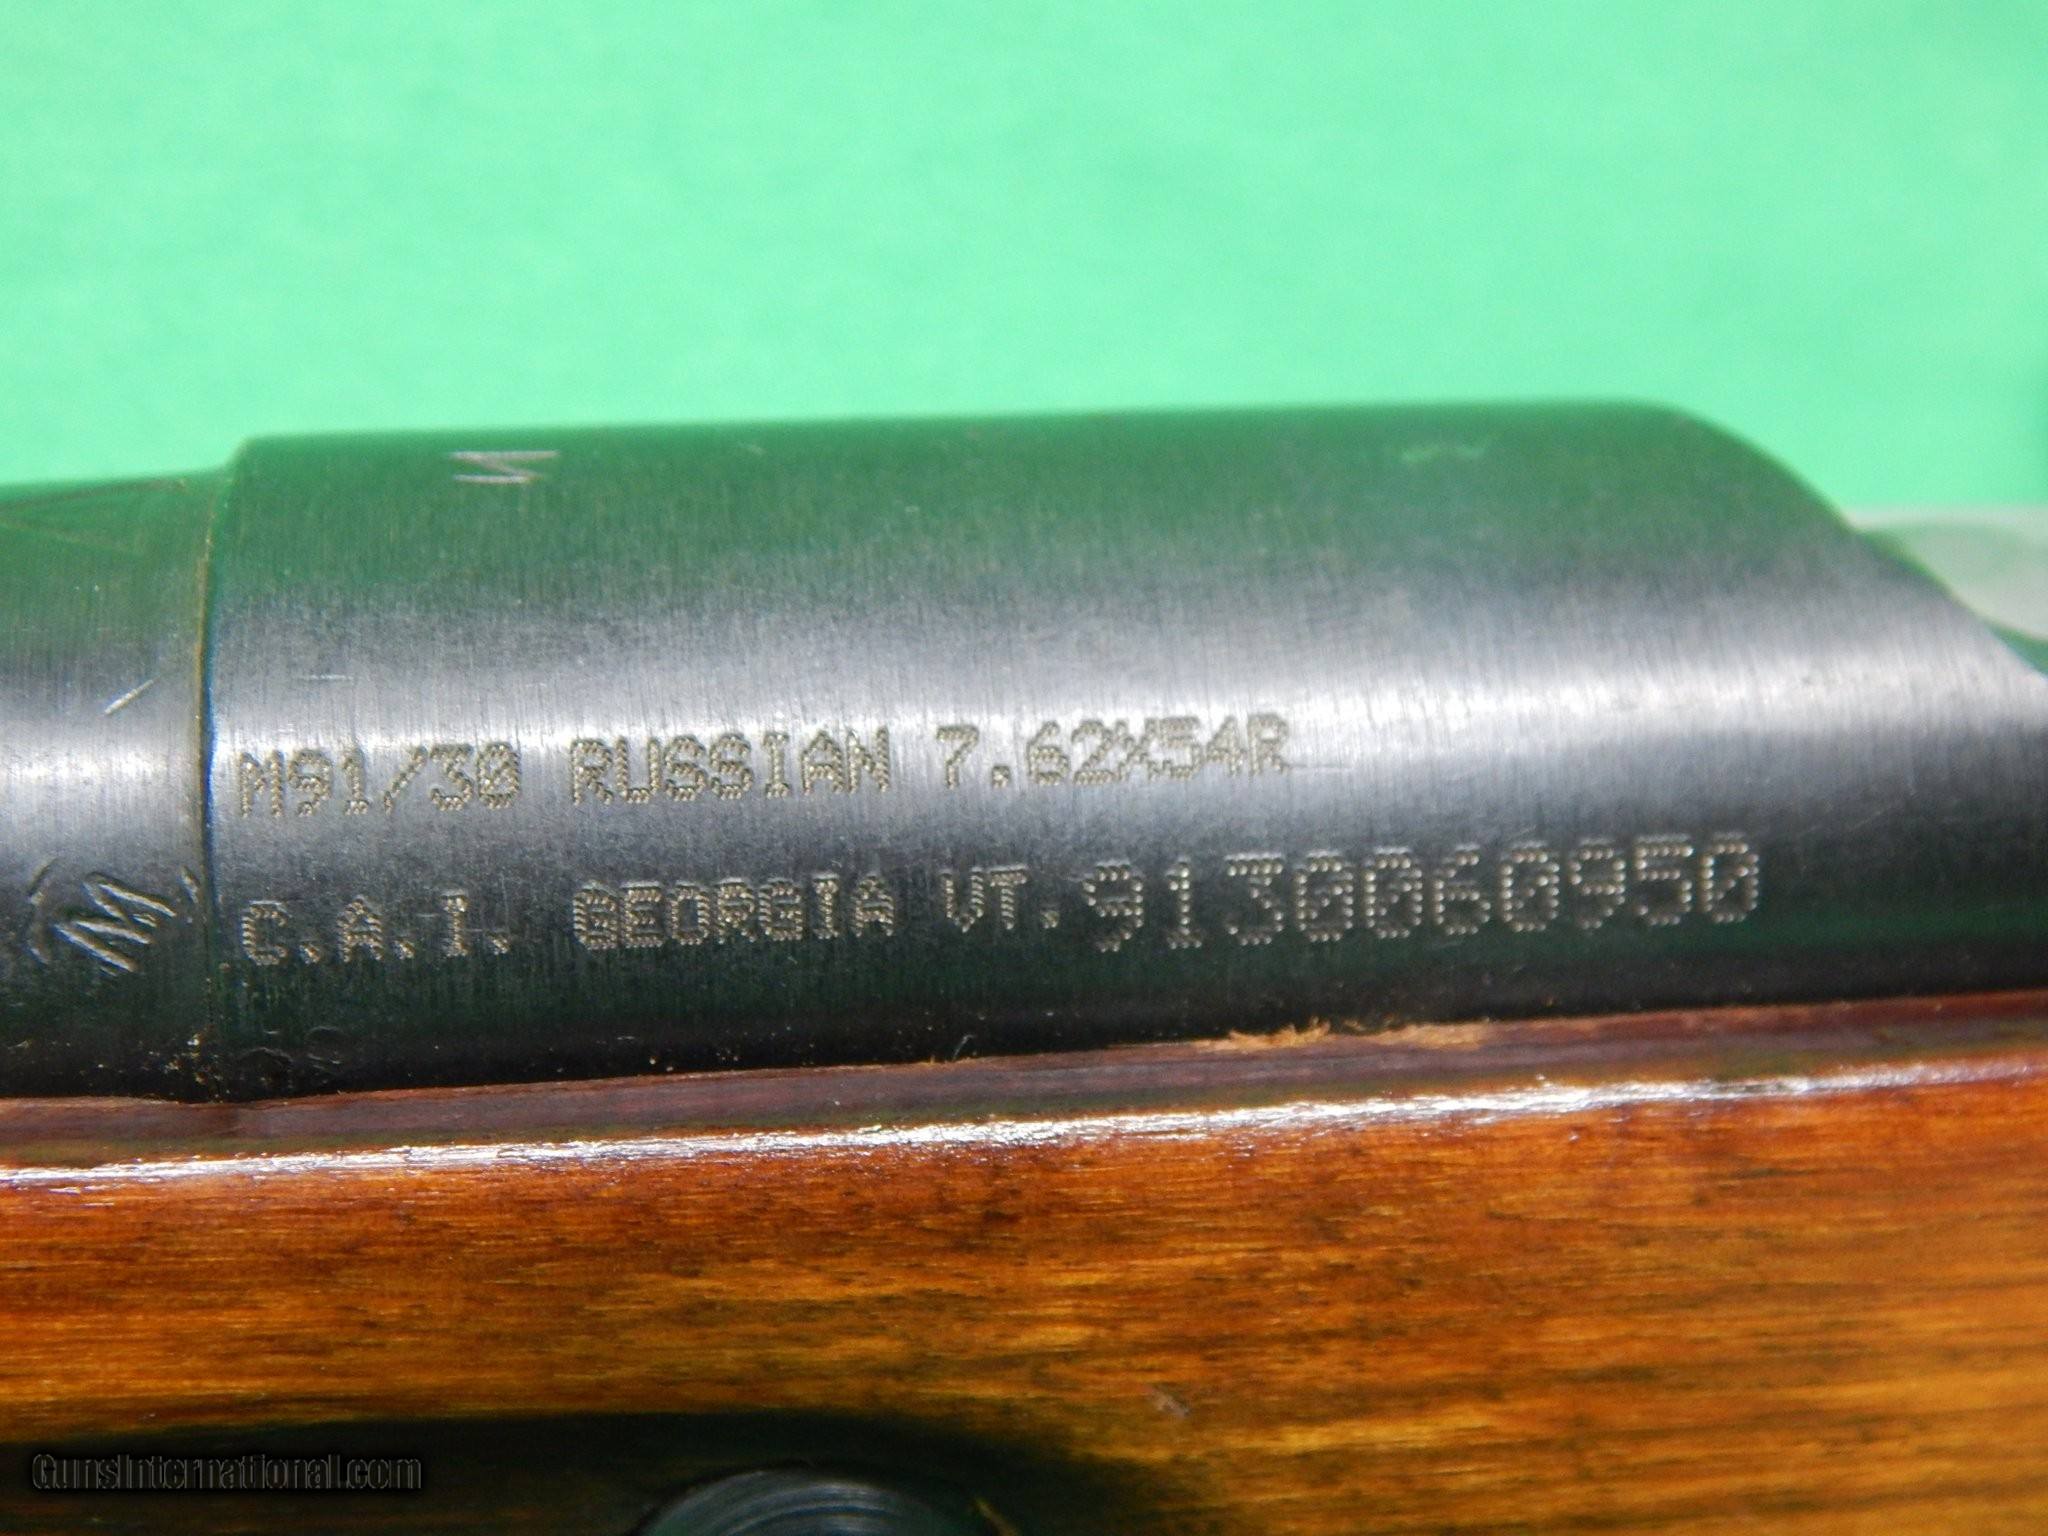 M
M91/30 RUSSIAN 7.62X54R
M
C.A.I. GEORGIA VT. 9130060950
GunsInternational.com